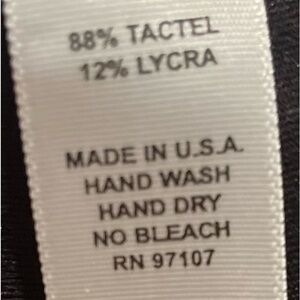 88% TACTEL
12% LYCRA
MADE IN U.S.A.
HAND WASH
HAND DRY
NO BLEACH
RN 97107